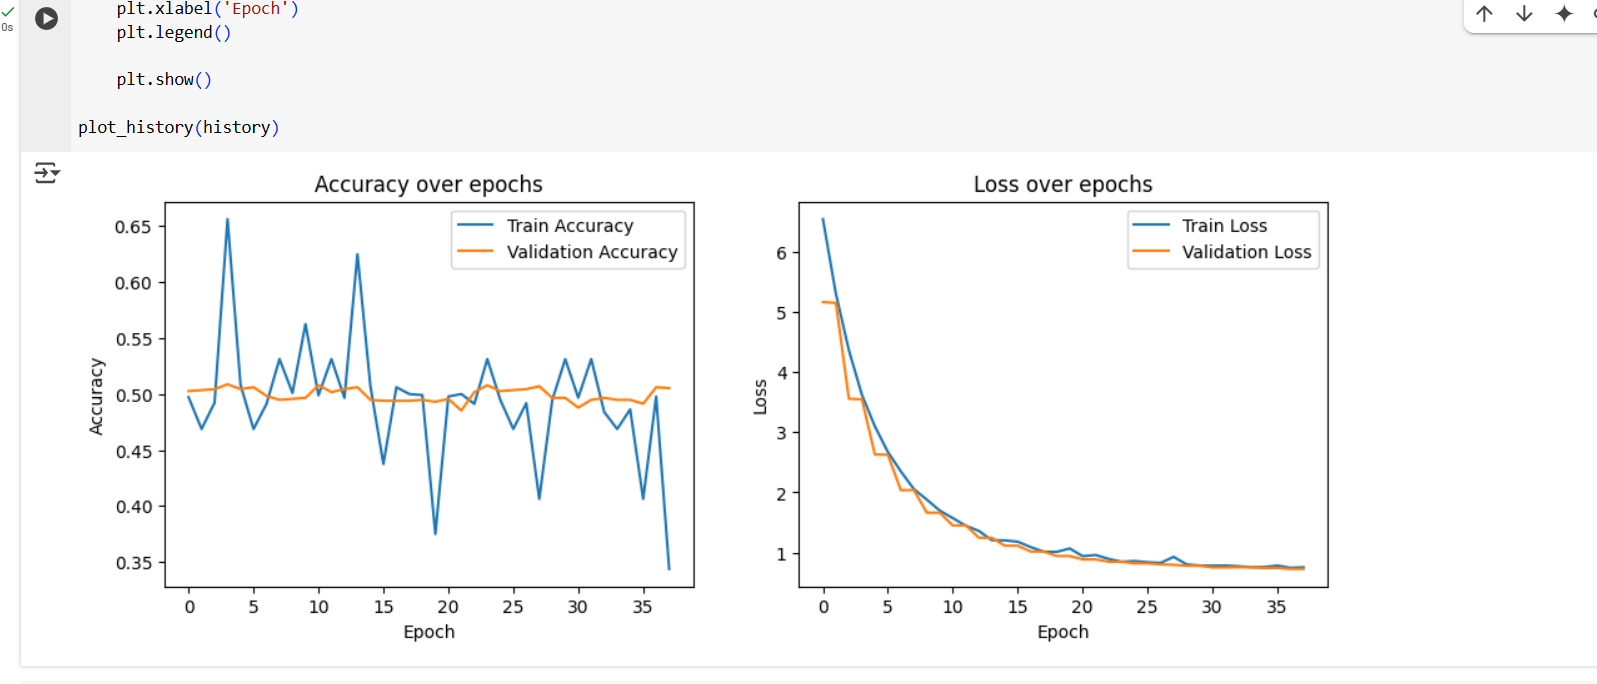 plt.xlabel('Epoch')
plt.legend()
plt.show()
plot_history(history)
0s
Accuracy over epochs
Train Accuracy
Validation Accuracy
0.65
0.60
0.55
0.50
0.45
0.40
0.35
Accuracy
0 5 10 15 20 25 30 35
Epoch
Loss over epochs
Train Loss
Validation Loss
6
5
4
3
2
1
Loss
0 5 10 15 20 25 30 35
Epoch